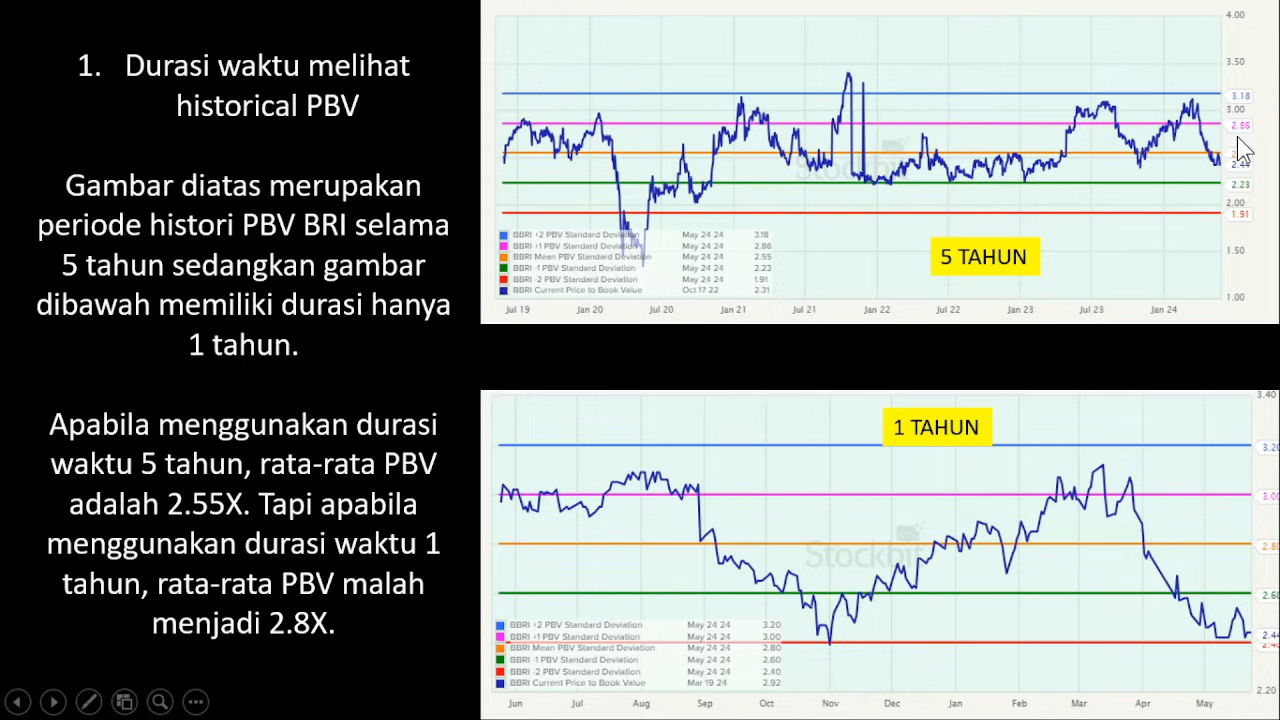 1. Durasi waktu melihat
historical PBV
Gambar diatas merupakan
periode histori PBV BRI selama
5 tahun sedangkan gambar
dibawah memiliki durasi hanya
1 tahun.
Apabila menggunakan durasi
waktu 5 tahun, rata-rata PBV
adalah 2.55X. Tapi apabila
menggunakan durasi waktu 1
tahun, rata-rata PBV malah
menjadi 2.8X.
4.00
3.50
3.18
3.00
2.86
2.44
2.23
2.00
1.91
1.50
1.00
Stockbit
5 TAHUN
BBRI +2 PBV Standard Deviation May 24 24 3.18
BBRI +1 PBV Standard Deviation May 24 24 2.86
BBRI Mean PBV Standard Deviation May 24 24 2.55
BBRI -1 PBV Standard Deviation May 24 24 2.23
BBRI -2 PBV Standard Deviation May 24 24 1.91
BBRI Current Price to Book Value Oct 17 22 2.31
Jul 19 Jan 20 Jul 20 Jan 21 Jul 21 Jan 22 Jul 22 Jan 23 Jul 23 Jan 24
1 TAHUN
3.40
3.20
3.00
2.80
2.60
2.44
2.40
2.20
Stockbit
BBRI +2 PBV Standard Deviation May 24 24 3.20
BBRI +1 PBV Standard Deviation May 24 24 3.00
BBRI Mean PBV Standard Deviation May 24 24 2.80
BBRI -1 PBV Standard Deviation May 24 24 2.60
BBRI -2 PBV Standard Deviation May 24 24 2.40
BBRI Current Price to Book Value Mar 19 24 2.92
Jun Jul Aug Sep Oct Nov Dec Jan Feb Mar Apr May